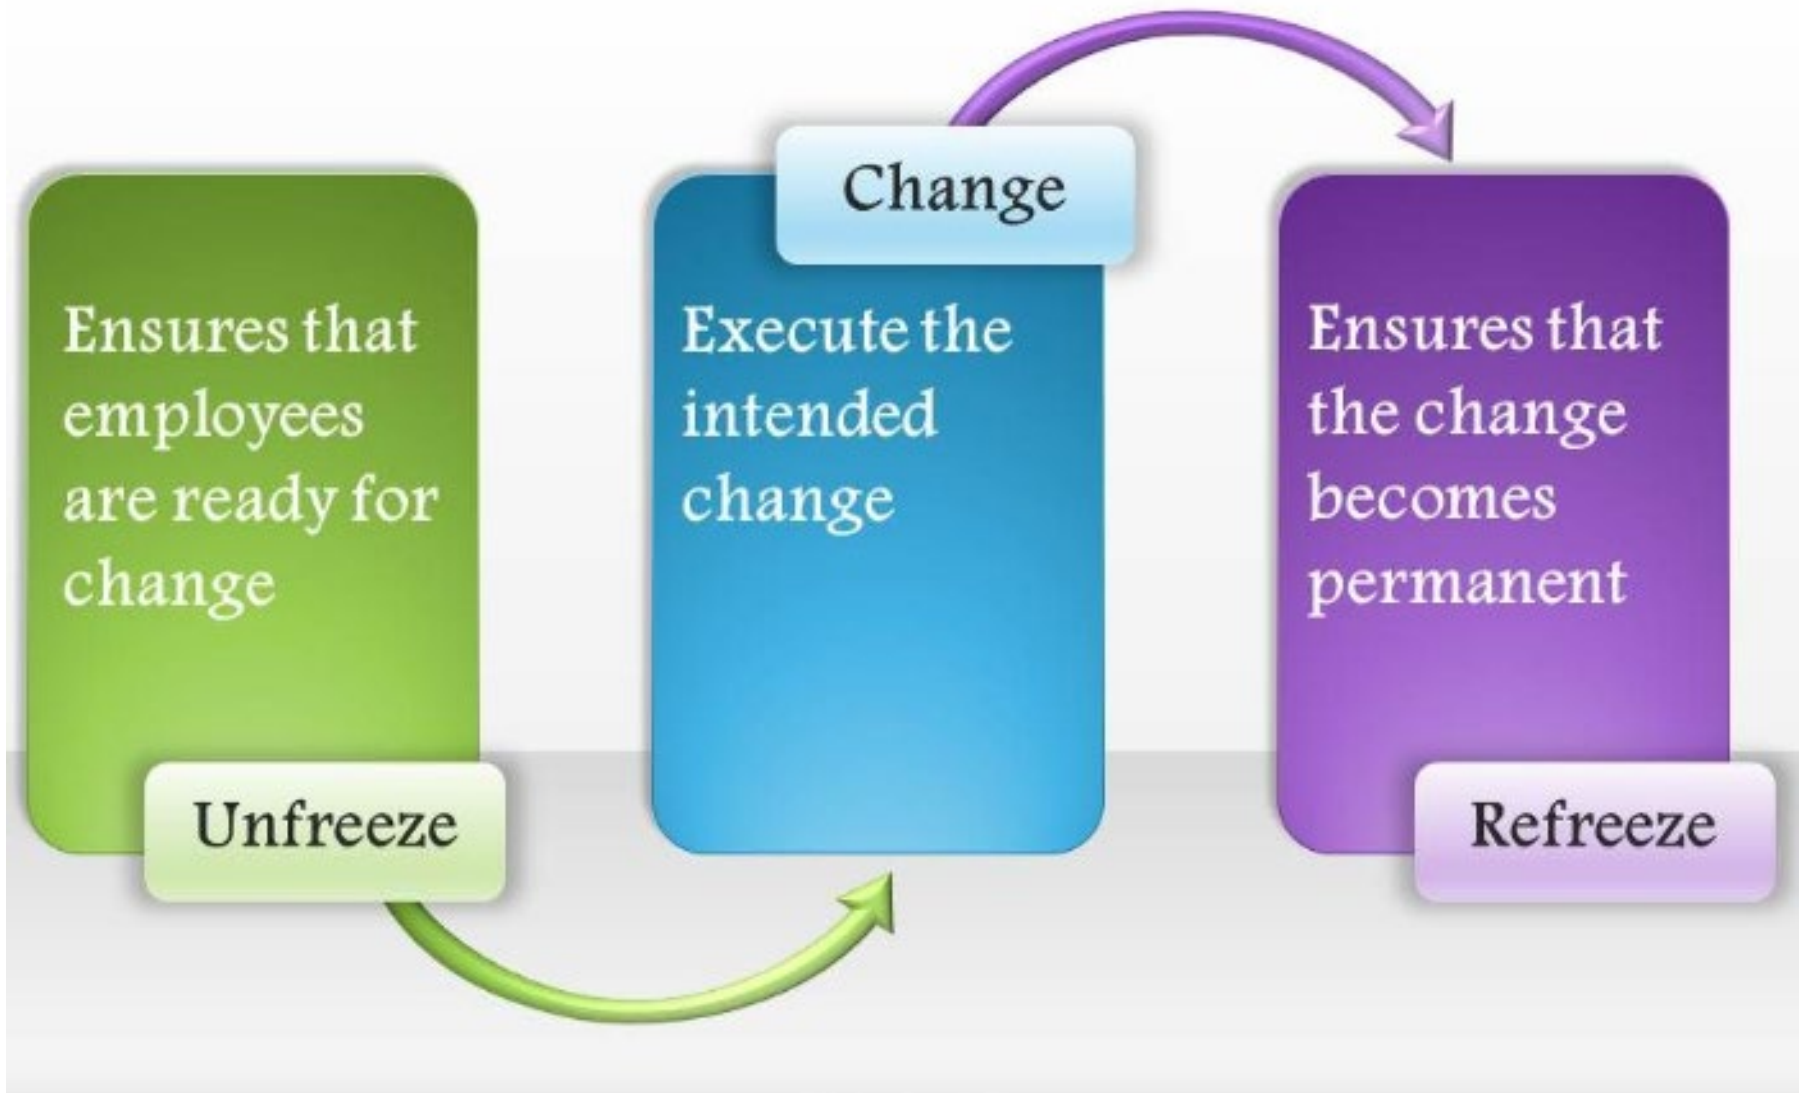 Ensures that
employees
are ready for
change
Unfreeze
Change
Execute the
intended
change
Ensures that
the change
becomes
permanent
Refreeze